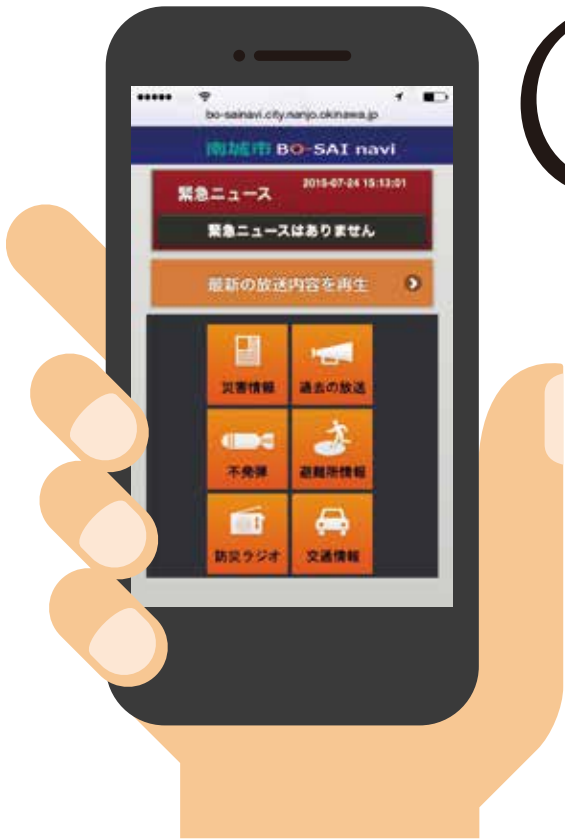 bo-sainavi.city.nanjo.okinawa.jp
南城市 BO-SAI navi
緊急ニュース
2015-07-24 15:13:01
緊急ニュースはありません
最新の放送内容を再生
災害情報
過去の放送
不発弾
避難所情報
防災ラジオ
交通情報